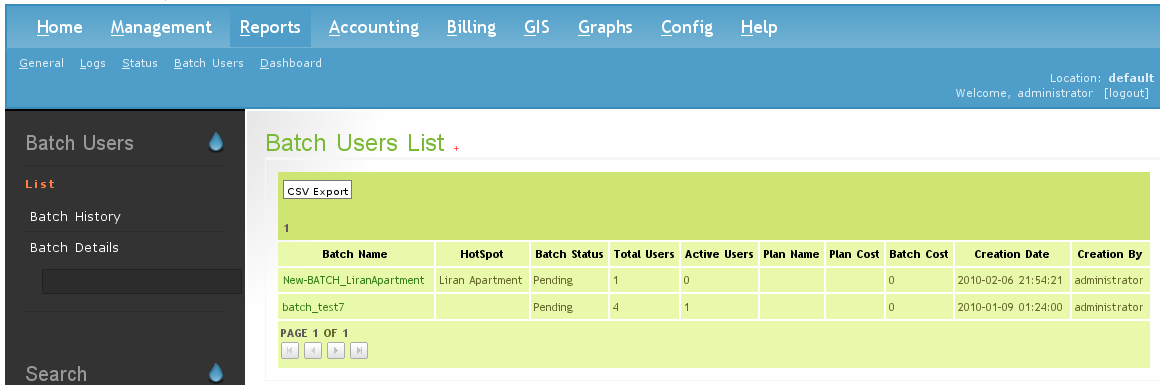 Home Management Reports Accounting Billing GIS Graphs Config Help
General Logs Status Batch Users Dashboard
Location: default
Welcome, administrator [logout]
Batch Users
List
Batch History
Batch Details
Search
Batch Users List +
CSV Export
1
Batch Name HotSpot Batch Status Total Users Active Users Plan Name Plan Cost Batch Cost Creation Date Creation By
New-BATCH_LiranApartment Liran Apartment Pending 1 0 0 2010-02-06 21:54:21 administrator
batch_test7 Pending 4 1 0 2010-01-09 01:24:00 administrator
PAGE 1 OF 1